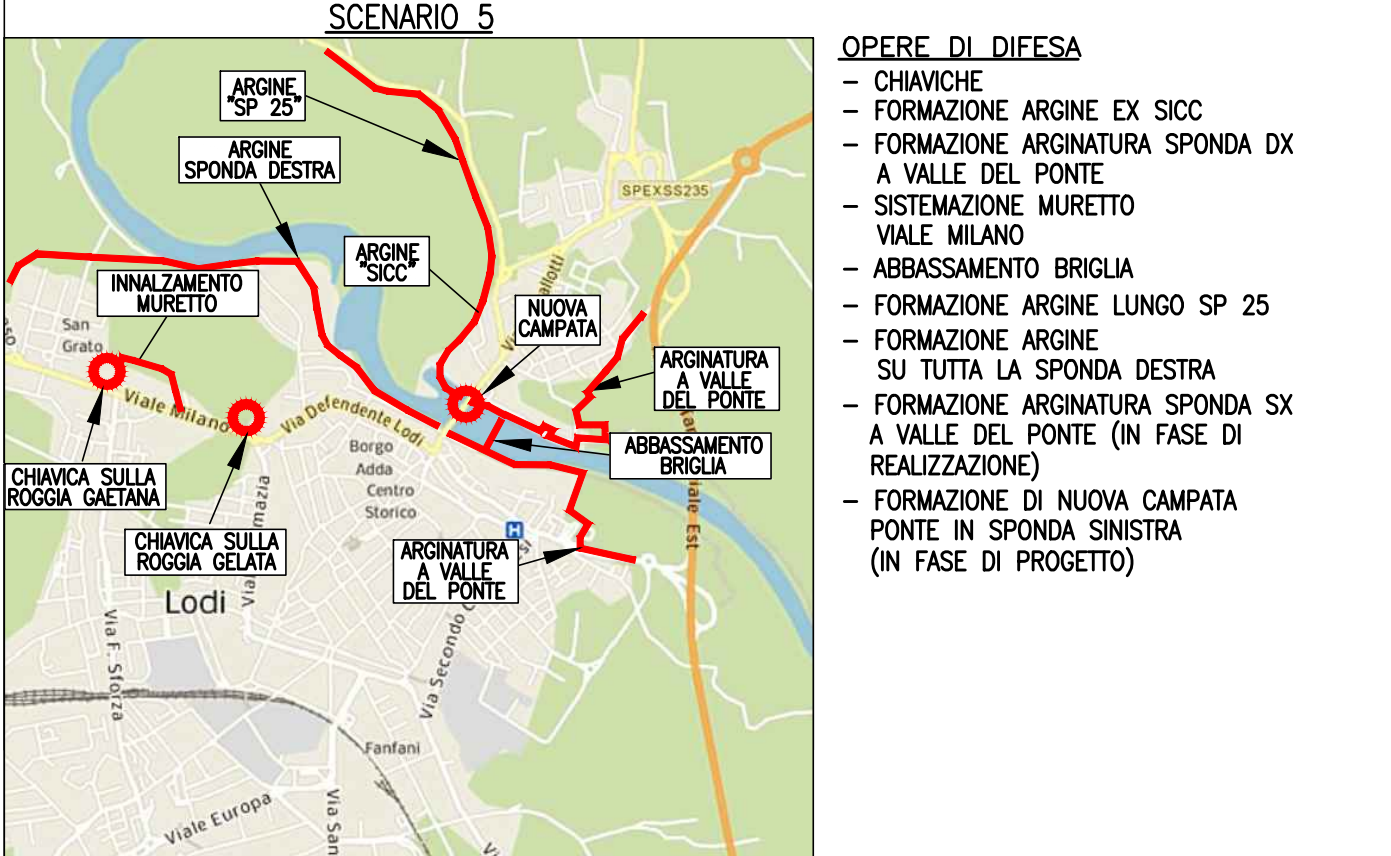 SCENARIO 5
ARGINE
"SP 25"
ARGINE
SPONDA DESTRA
ARGINE
"SICC"
INNALZAMENTO
MURETTO
NUOVA
CAMPATA
ARGINATURA
A VALLE
DEL PONTE
ABBASSAMENTO
BRIGLIA
CHIAVICA SULLA
ROGGIA GAETANA
CHIAVICA SULLA
ROGGIA GELATA
ARGINATURA
A VALLE
DEL PONTE
SPEXSS235
San
Grato
Viale Milano
Via Defendente Lodi
Borgo
Adda
Centro
Storico
H
Lodi
Via F. Sforza
Via Secondo
Fanfani
Viale Europa
Via San
OPERE DI DIFESA
- CHIAVICHE
- FORMAZIONE ARGINE EX SICC
- FORMAZIONE ARGINATURA SPONDA DX
A VALLE DEL PONTE
- SISTEMAZIONE MURETTO
VIALE MILANO
- ABBASSAMENTO BRIGLIA
- FORMAZIONE ARGINE LUNGO SP 25
- FORMAZIONE ARGINE
SU TUTTA LA SPONDA DESTRA
- FORMAZIONE ARGINATURA SPONDA SX
A VALLE DEL PONTE (IN FASE DI
REALIZZAZIONE)
- FORMAZIONE DI NUOVA CAMPATA
PONTE IN SPONDA SINISTRA
(IN FASE DI PROGETTO)